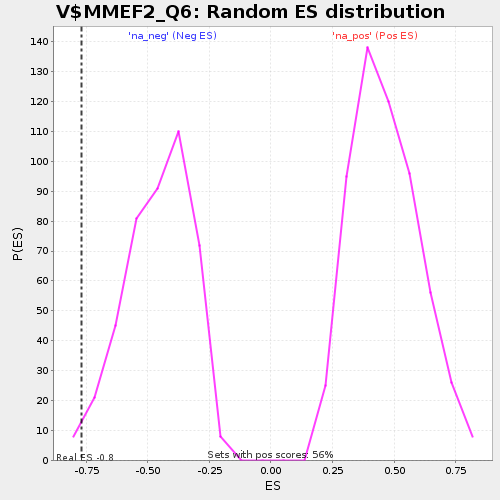 V$MMEF2_Q6: Random ES distribution
'na_neg' (Neg ES) 'na_pos' (Pos ES)
P(ES)
140
130
120
110
100
90
80
70
60
50
40
30
20
10
0
Real ES -0.8
Sets with pos scores: 56%
-0.75 -0.50 -0.25 0.00 0.25 0.50 0.75
ES